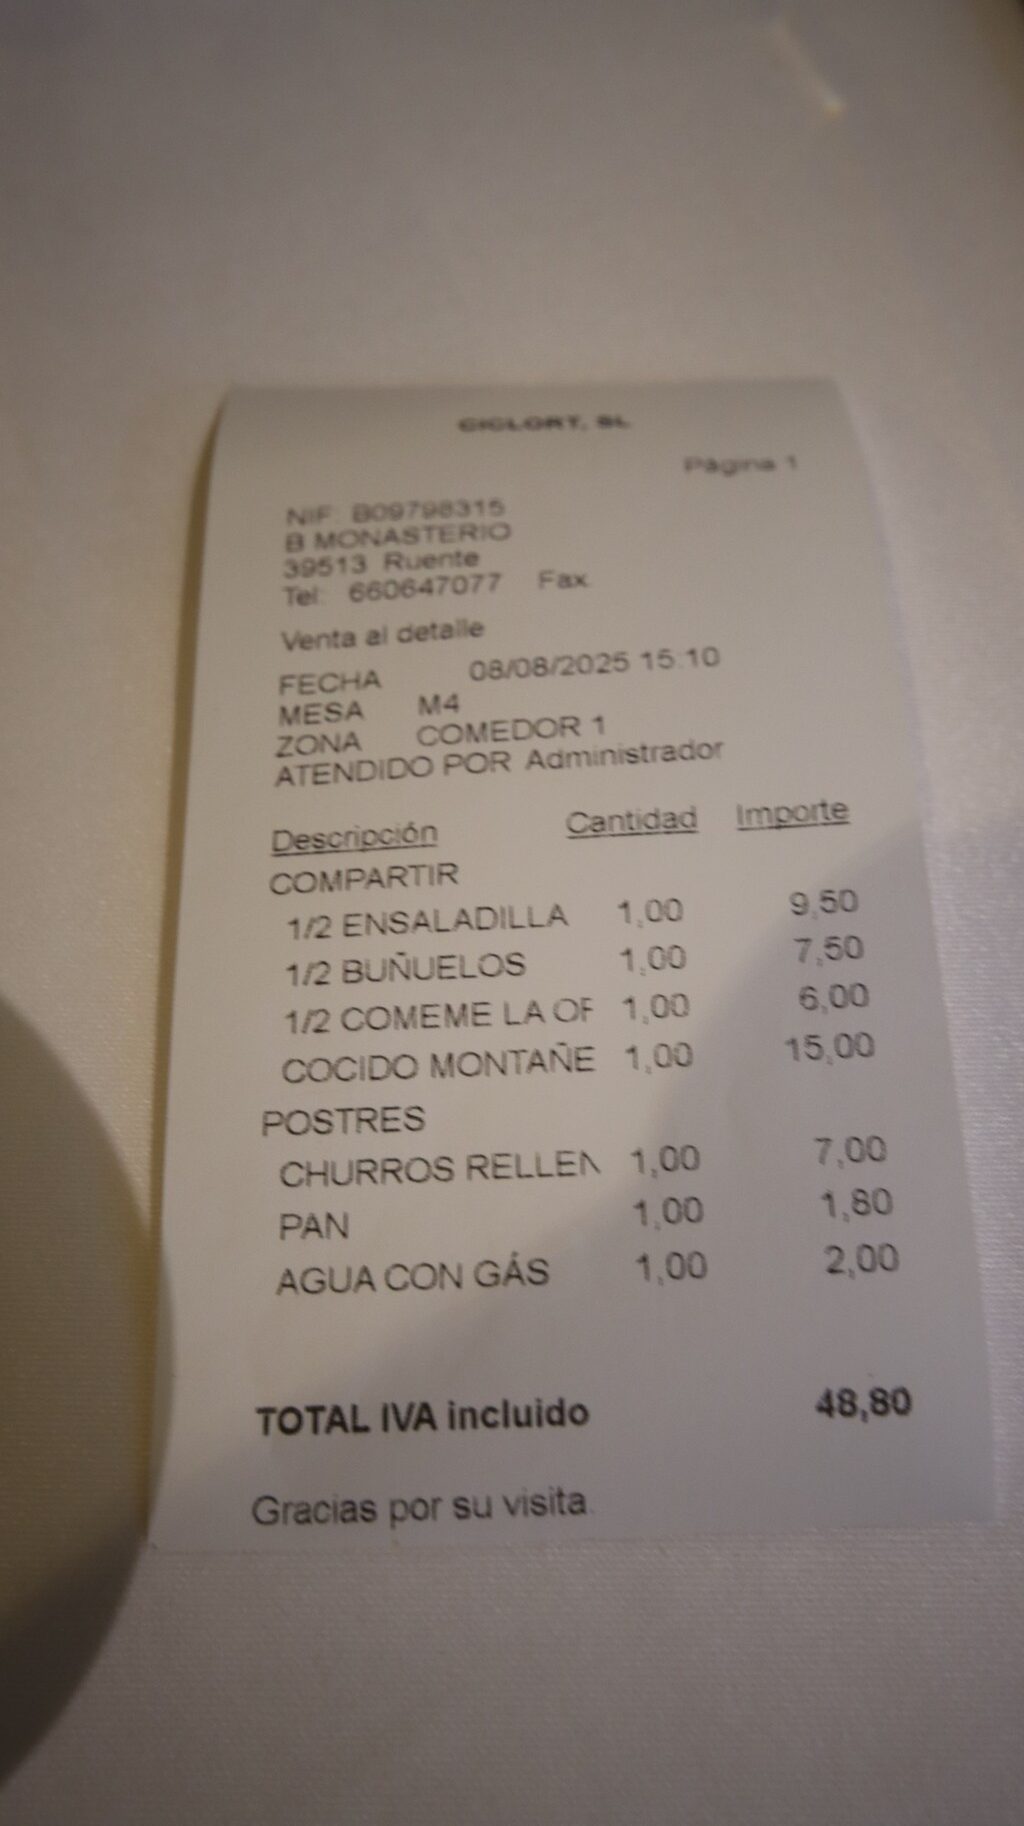 CICLORT, SL
Página 1
NIF: B09798315
B MONASTERIO
39513 Ruente
Tel: 660647077 Fax.
Venta al detalle
FECHA 08/08/2025 15:10
MESA M4
ZONA COMEDOR 1
ATENDIDO POR Administrador
Descripción Cantidad Importe
COMPARTIR
1/2 ENSALADILLA 1,00 9,50
1/2 BUÑUELOS 1,00 7,50
1/2 COMEME LA OF 1,00 6,00
COCIDO MONTAÑE 1,00 15,00
POSTRES
CHURROS RELLEN 1,00 7,00
PAN 1,00 1,80
AGUA CON GÁS 1,00 2,00
TOTAL IVA incluido 48,80
Gracias por su visita.